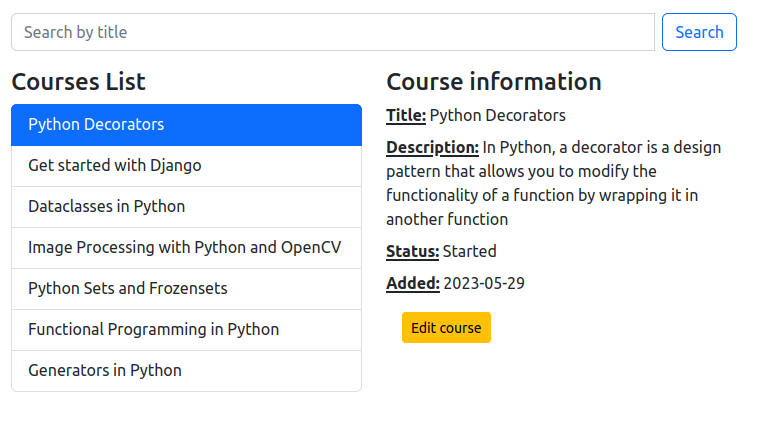 Search by title
Search
Courses List
Python Decorators
Get started with Django
Dataclasses in Python
Image Processing with Python and OpenCV
Python Sets and Frozensets
Functional Programming in Python
Generators in Python
Course information
Title: Python Decorators
Description: In Python, a decorator is a design
pattern that allows you to modify the
functionality of a function by wrapping it in
another function
Status: Started
Added: 2023-05-29
Edit course